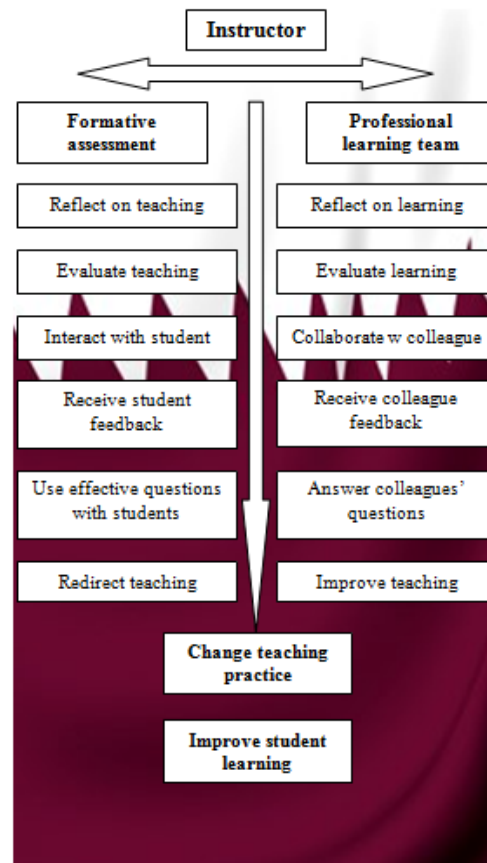 Instructor
Formative
assessment
Professional
learning team
Reflect on teaching
Reflect on learning
Evaluate teaching
Evaluate learning
Interact with student
Collaborate w colleague
Receive student
feedback
Receive colleague
feedback
Use effective questions
with students
Answer colleagues’
questions
Redirect teaching
Improve teaching
Change teaching
practice
Improve student
learning